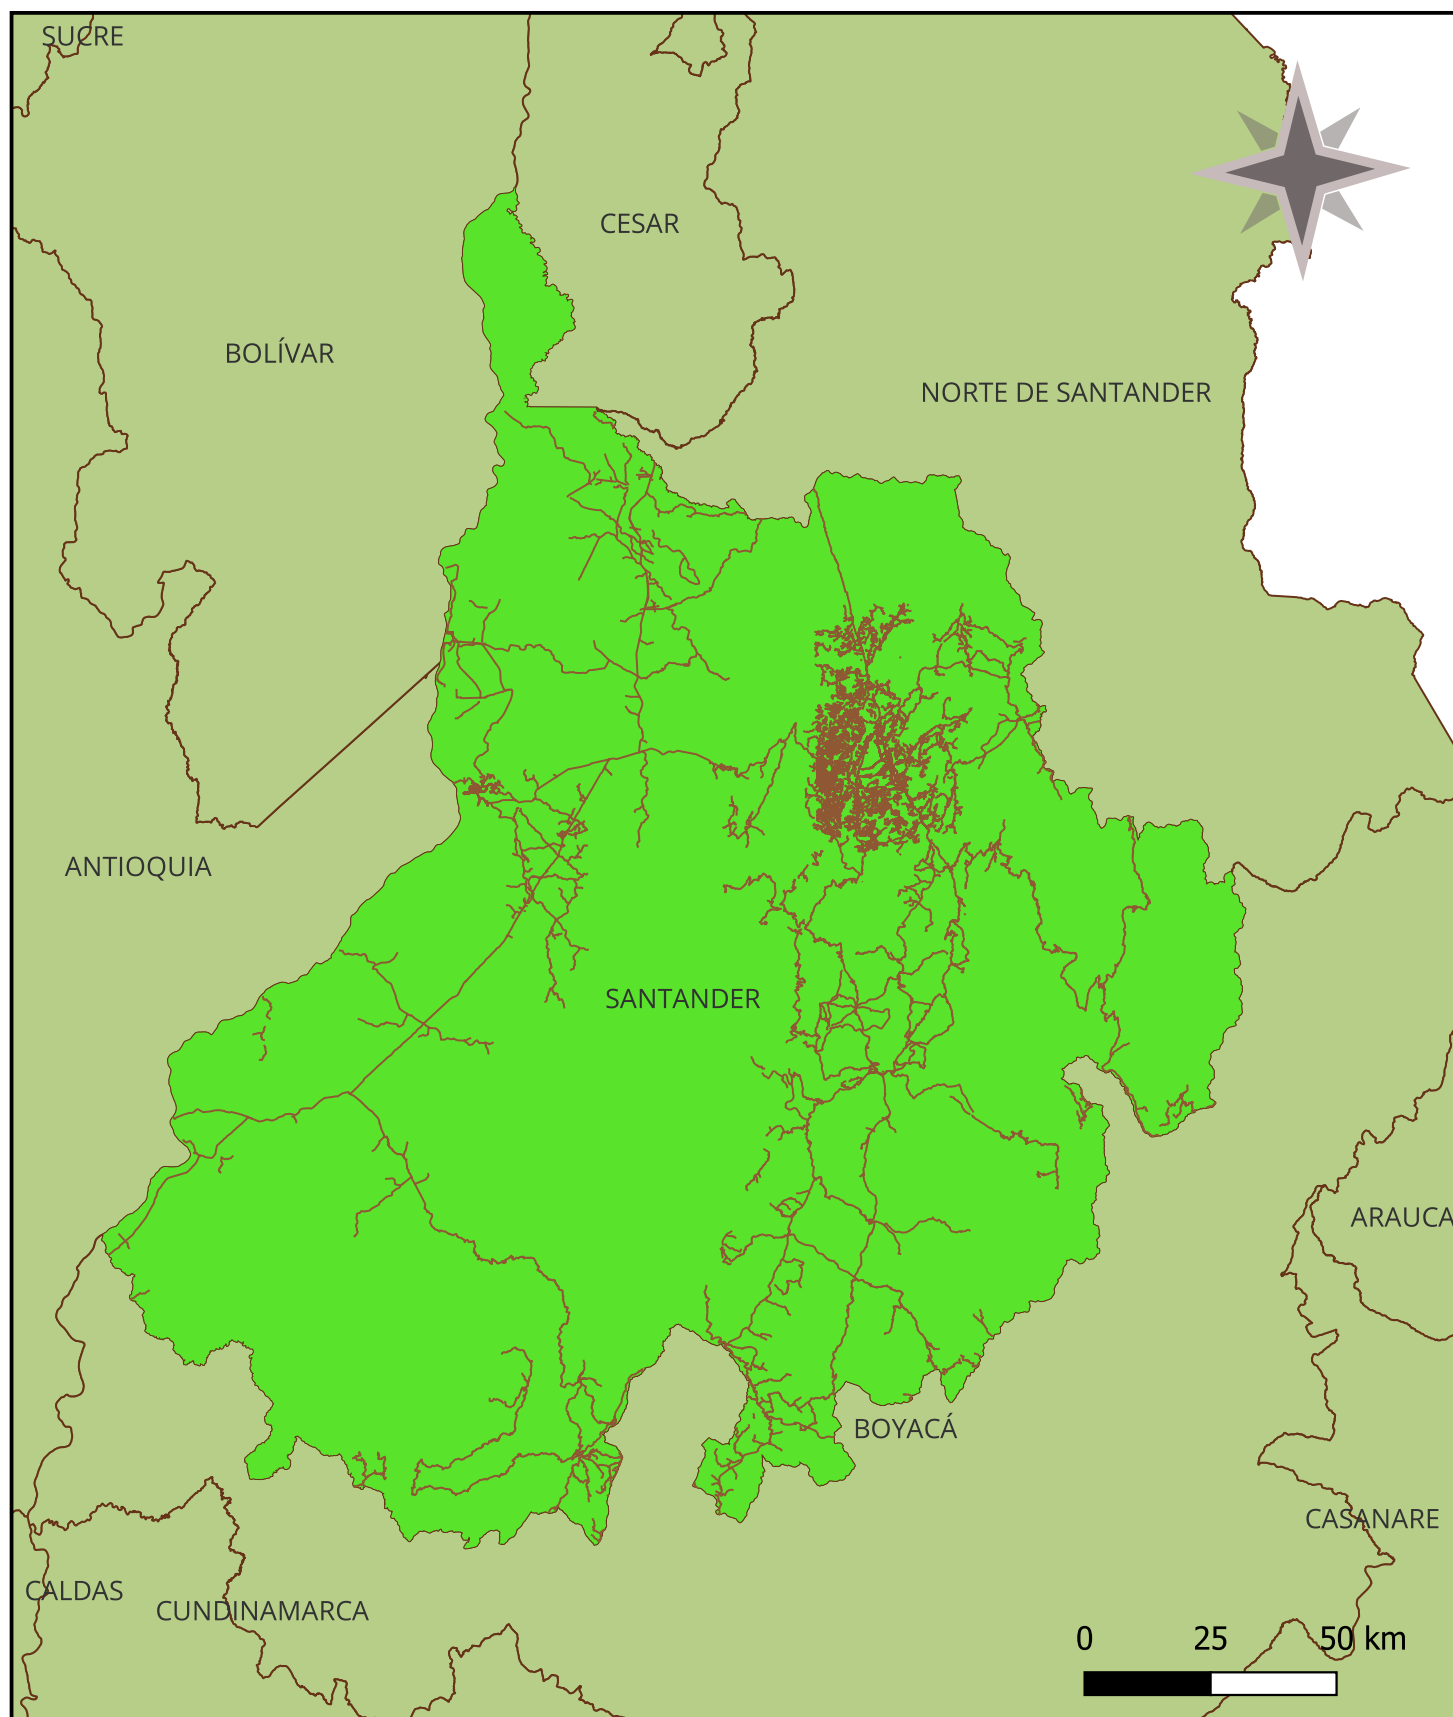 SUCRE
CESAR
BOLÍVAR
NORTE DE SANTANDER
ANTIOQUIA
SANTANDER
ARAUCA
BOYACÁ
CASANARE
CALDAS
CUNDINAMARCA
0 25 50 km